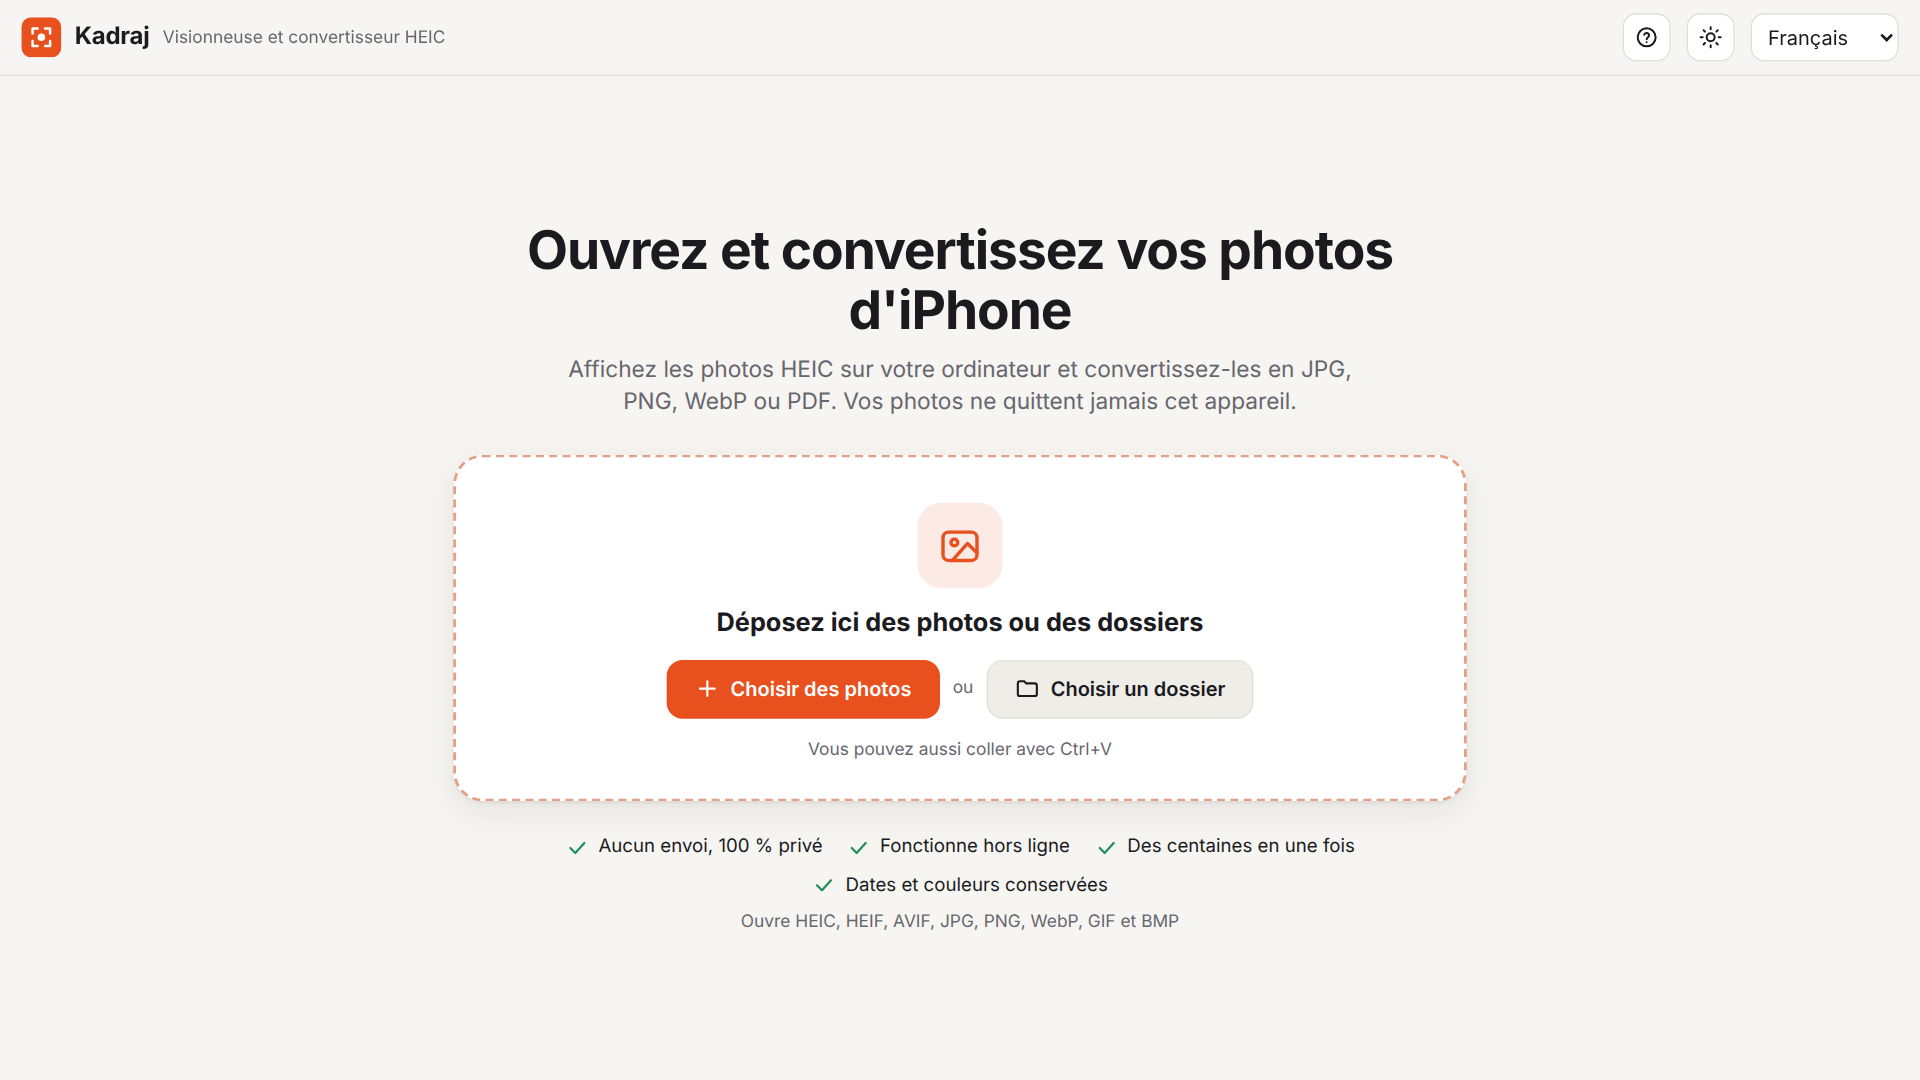 Kadraj
Visionneuse et convertisseur HEIC
Français
Ouvrez et convertissez vos photos
d'iPhone
Affichez les photos HEIC sur votre ordinateur et convertissez-les en JPG,
PNG, WebP ou PDF. Vos photos ne quittent jamais cet appareil.
Déposez ici des photos ou des dossiers
Choisir des photos
ou
Choisir un dossier
Vous pouvez aussi coller avec Ctrl+V
Aucun envoi, 100 % privé
Fonctionne hors ligne
Des centaines en une fois
Dates et couleurs conservées
Ouvre HEIC, HEIF, AVIF, JPG, PNG, WebP, GIF et BMP